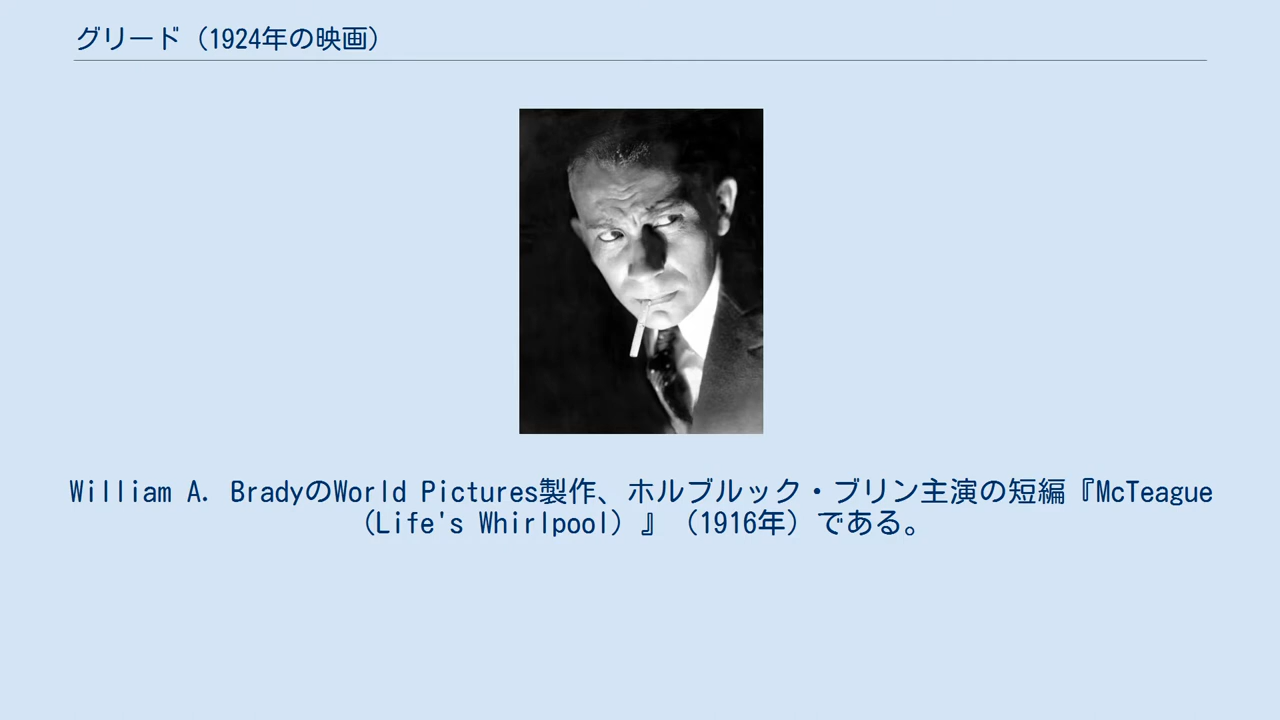 グリード（1924年の映画）
William A. BradyのWorld Pictures製作、ホルブルック・ブリン主演の短編『McTeague
（Life's Whirlpool）』（1916年）である。